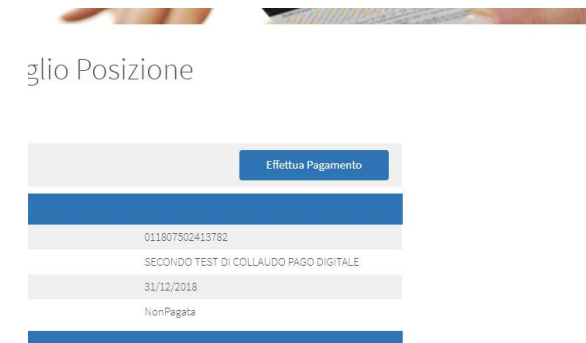 glio Posizione
Effettua Pagamento
011807502413782
SECONDO TEST DI COLLAUDO PAGO DIGITALE
31/12/2018
NonPagata